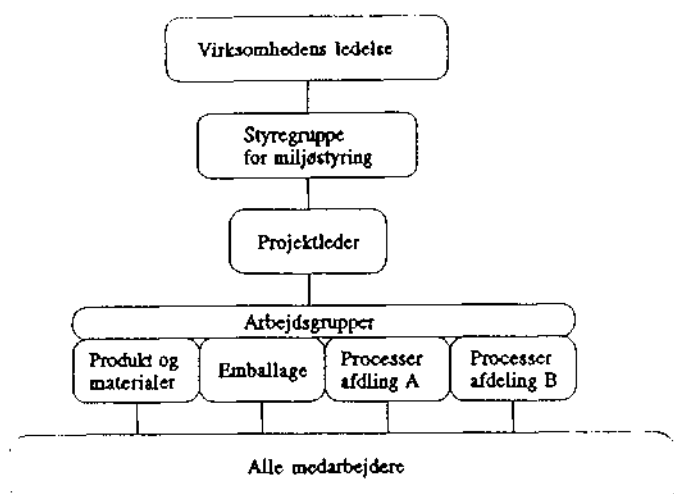 Virksomhedens ledelse
Styregruppe
for miljøstyring
Projektleder
Arbejdsgrupper
Produkt og
materialer
Emballage
Processer
afdling A
Processer
afdeling B
Alle medarbejdere